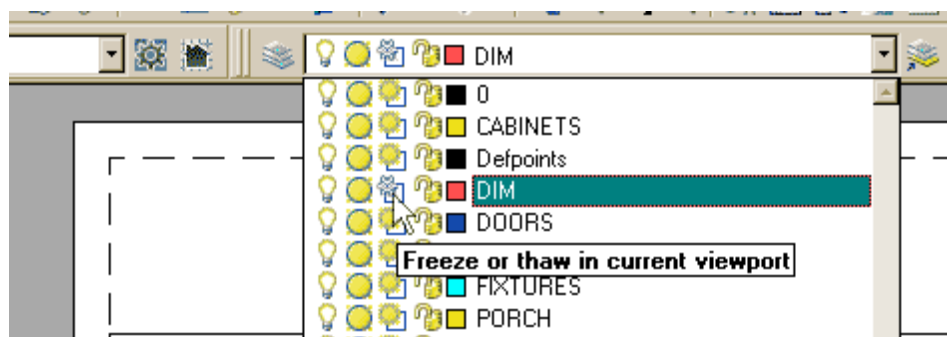 DIM
0
CABINETS
Defpoints
DIM
DOORS
Freeze or thaw in current viewport
FIXTURES
PORCH